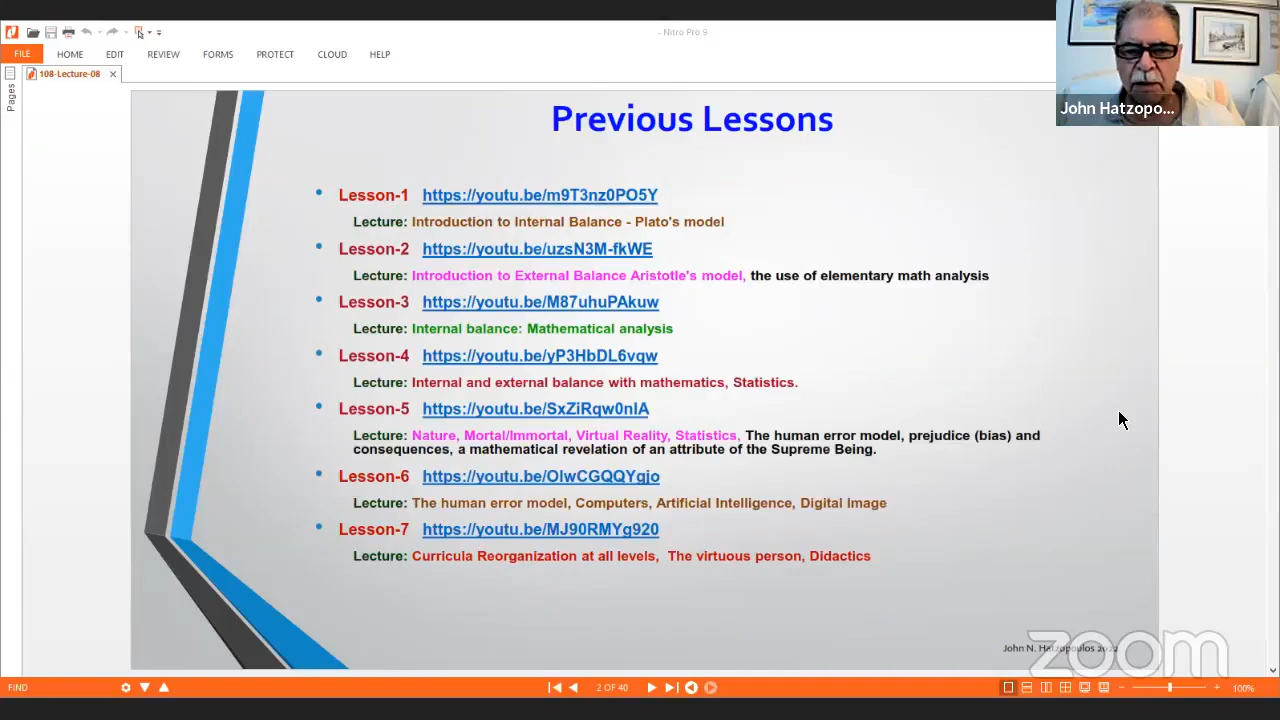 - Nitro Pro 9
FILE HOME EDIT REVIEW FORMS PROTECT CLOUD HELP
108-Lecture-08
Pages
John Hatzopo...
Previous Lessons
Lesson-1 https://youtu.be/m9T3nz0PO5Y
Lecture: Introduction to Internal Balance - Plato's model
Lesson-2 https://youtu.be/uzsN3M-fkWE
Lecture: Introduction to External Balance Aristotle's model, the use of elementary math analysis
Lesson-3 https://youtu.be/M87uhuPAkuw
Lecture: Internal balance: Mathematical analysis
Lesson-4 https://youtu.be/yP3HbDL6vqw
Lecture: Internal and external balance with mathematics, Statistics.
Lesson-5 https://youtu.be/SxZiRqw0nIA
Lecture: Nature, Mortal/Immortal, Virtual Reality, Statistics, The human error model, prejudice (bias) and
consequences, a mathematical revelation of an attribute of the Supreme Being.
Lesson-6 https://youtu.be/OlwCGQQYgjo
Lecture: The human error model, Computers, Artificial Intelligence, Digital image
Lesson-7 https://youtu.be/MJ90RMYg920
Lecture: Curricula Reorganization at all levels, The virtuous person, Didactics
John N. Hatzopoulos 2022
zoom
FIND 2 OF 40 100%